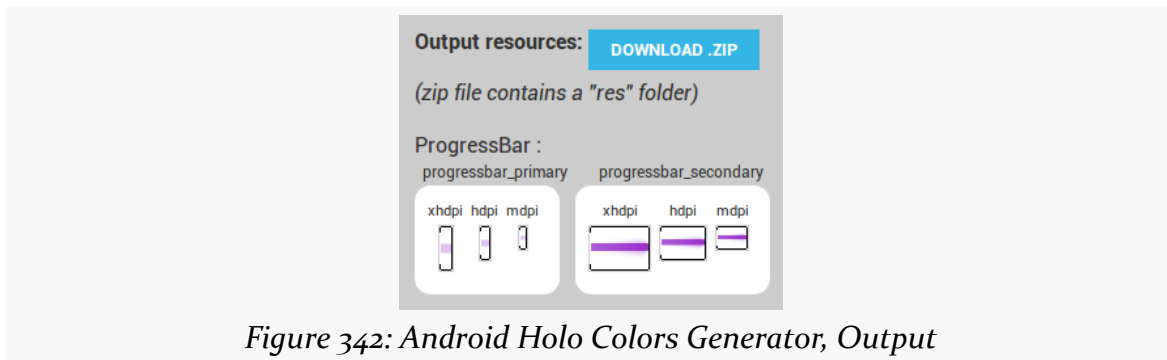 Output resources: DOWNLOAD .ZIP
(zip file contains a "res" folder)
ProgressBar :
progressbar_primary progressbar_secondary
xhdpi hdpi mdpi xhdpi hdpi mdpi
Figure 342: Android Holo Colors Generator, Output